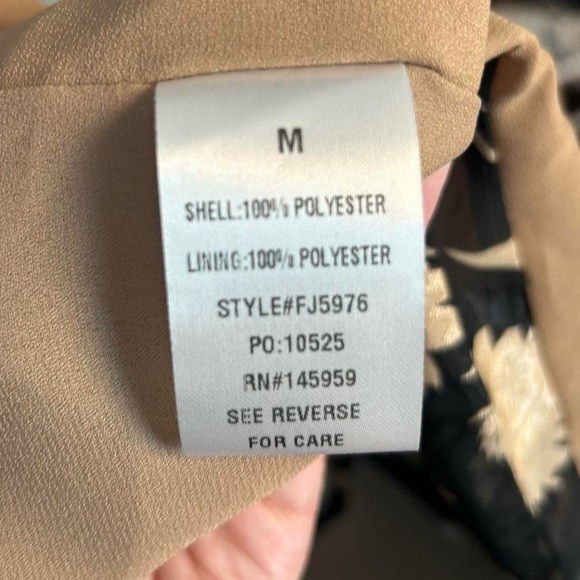 M
SHELL:100% POLYESTER
LINING:100% POLYESTER
STYLE#FJ5976
PO:10525
RN#145959
SEE REVERSE
FOR CARE